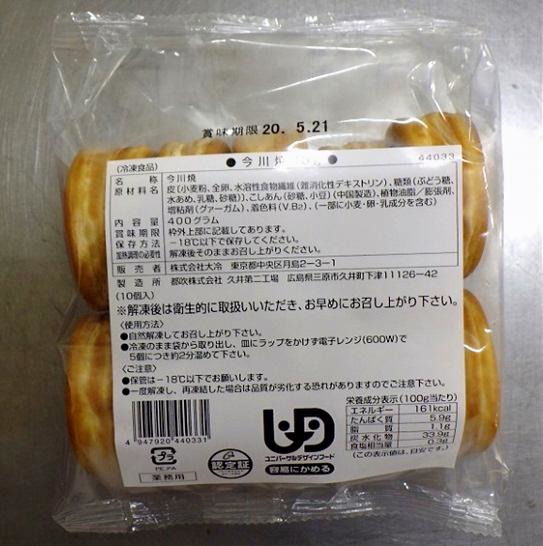 賞味期限 20. 5.21
(冷凍食品) ●今川焼 44033
名称 今川焼
原材料名 皮(小麦粉、全卵、水溶性食物繊維(難消化性デキストリン)、糖類(ぶどう糖、
水あめ、乳糖、砂糖))、こしあん(砂糖、小豆)(中国製造)、植物油脂/膨張剤、
増粘剤(グァーガム)、着色料(V.B2)、(一部に小麦・卵・乳成分を含む)
内容量 400グラム
賞味期限 枠外上部に記載してあります。
保存方法 −18℃以下で保存してください。
加熱調理の必要性 解凍後そのままお召し上がりください。
販売者 株式会社大冷 東京都中央区月島2−3−1
製造所 都吹株式会社 久井第二工場 広島県三原市久井町下津11126−42
(10個入)
※解凍後は衛生的に取扱いいただき、お早めにお召し上がり下さい。
〈使用方法〉
●自然解凍してお召し上がり下さい。
●冷凍のまま袋から取り出し、皿にラップをかけず電子レンジ(600W)で
5個につき約2分温めて下さい。
〈ご注意〉
●保管は−18℃以下でお願いします。
●一度解凍し、再凍結した場合は品質が劣化する恐れがありますのでご注意下さい。
4 947920 440331
プラ
PE,PA
認定証
業務用
UD
ユニバーサルデザインフード
容易にかめる
栄養成分表示(100g当たり)
エネルギー 161kcal
たんぱく質 5.9g
脂質 1.1g
炭水化物 33.9g
食塩相当量 0.3g
(この表示値は、目安です。)